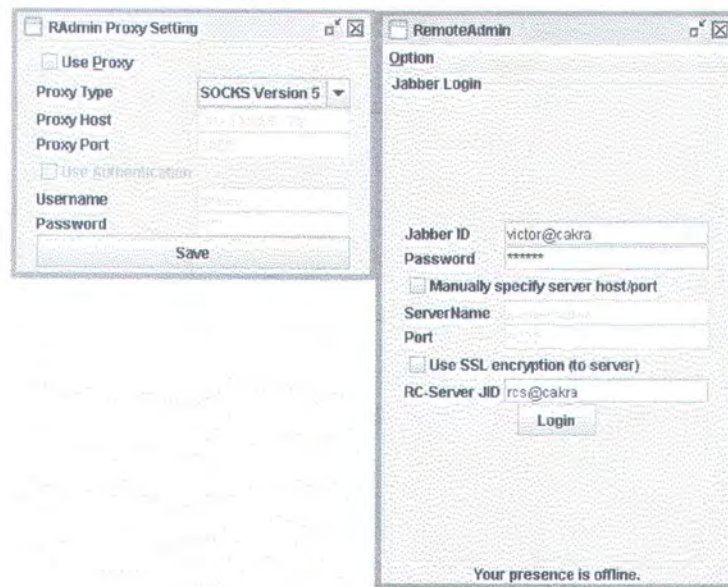 RAdmin Proxy Setting
Use Proxy
Proxy Type SOCKS Version 5
Proxy Host
Proxy Port
Use Authentication
Username
Password
Save
RemoteAdmin
Option
Jabber Login
Jabber ID victor@cakra
Password ******
Manually specify server host/port
ServerName
Port
Use SSL encryption (to server)
RC-Server JID rcs@cakra
Login
Your presence is offline.